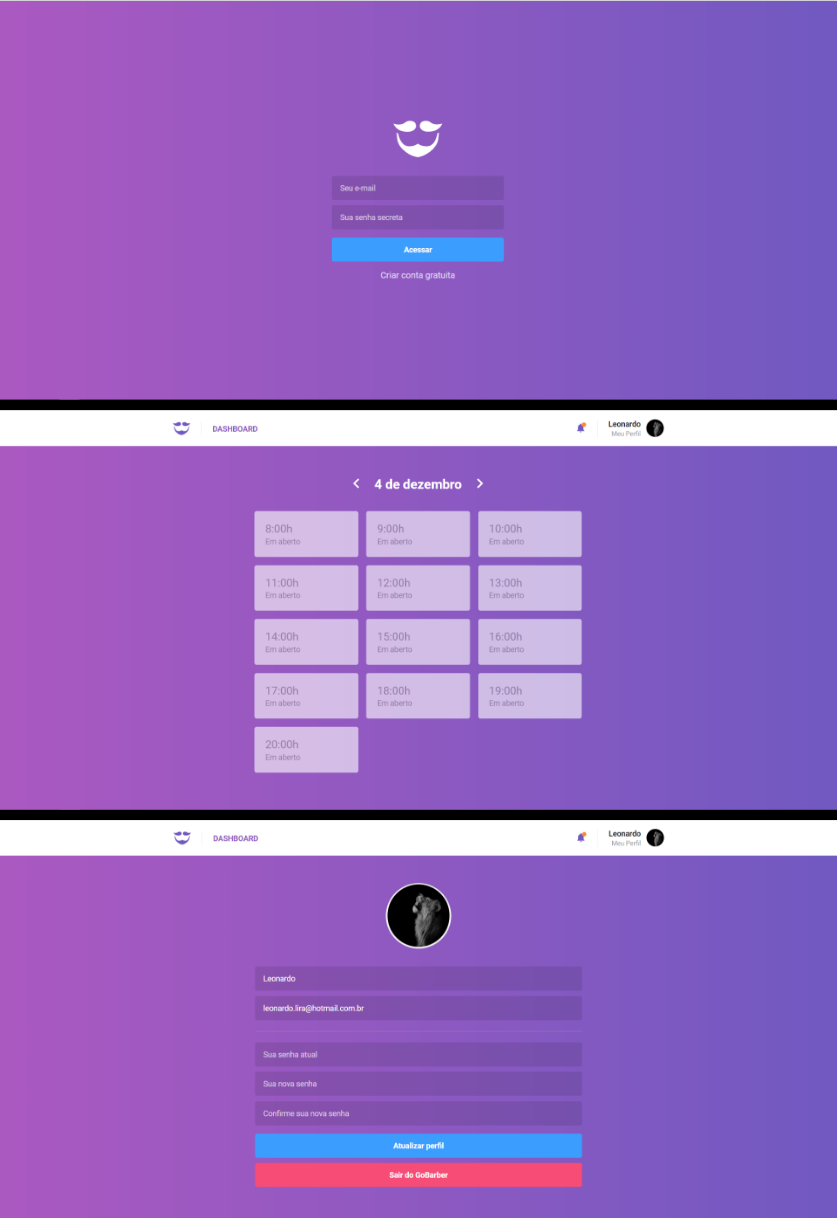 Seu e-mail
Sua senha secreta
Acessar
Criar conta gratuita
DASHBOARD
Leonardo
Meu Perfil
4 de dezembro
8:00h 9:00h 10:00h
Em aberto Em aberto Em aberto
11:00h 12:00h 13:00h
Em aberto Em aberto Em aberto
14:00h 15:00h 16:00h
Em aberto Em aberto Em aberto
17:00h 18:00h 19:00h
Em aberto Em aberto Em aberto
20:00h
Em aberto
DASHBOARD
Leonardo
Meu Perfil
Leonardo
leonardo.lira@hotmail.com.br
Sua senha atual
Sua nova senha
Confirme sua nova senha
Atualizar perfil
Sair do GoBarber